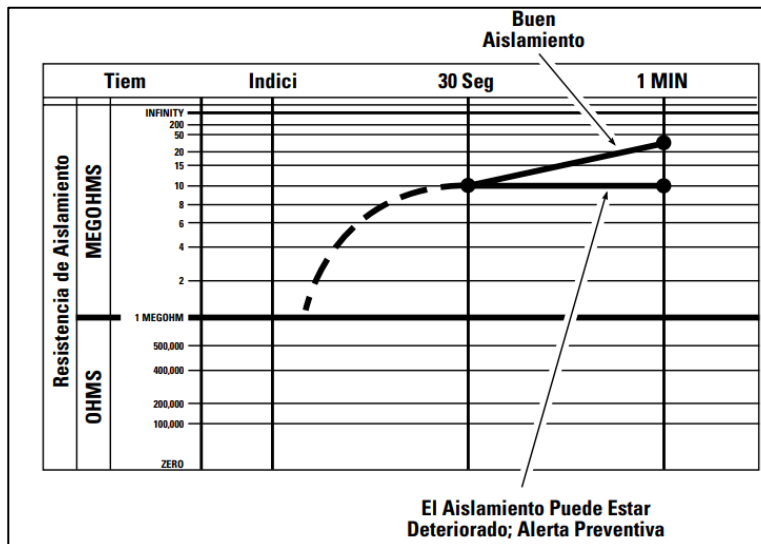 Buen
Aislamiento
Tiem
Indici
30 Seg
1 MIN
Resistencia de Aislamiento
MEGOHMS
INFINITY
200
50
20
15
10
8
6
4
2
1 MEGOHM
OHMS
500,000
400,000
200,000
100,000
ZERO
El Aislamiento Puede Estar
Deteriorado; Alerta Preventiva